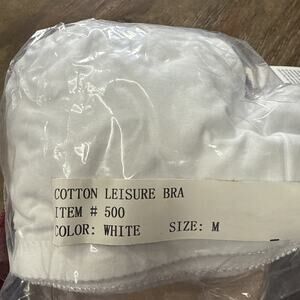 COTTON LEISURE BRA
ITEM # 500
COLOR: WHITE SIZE: M